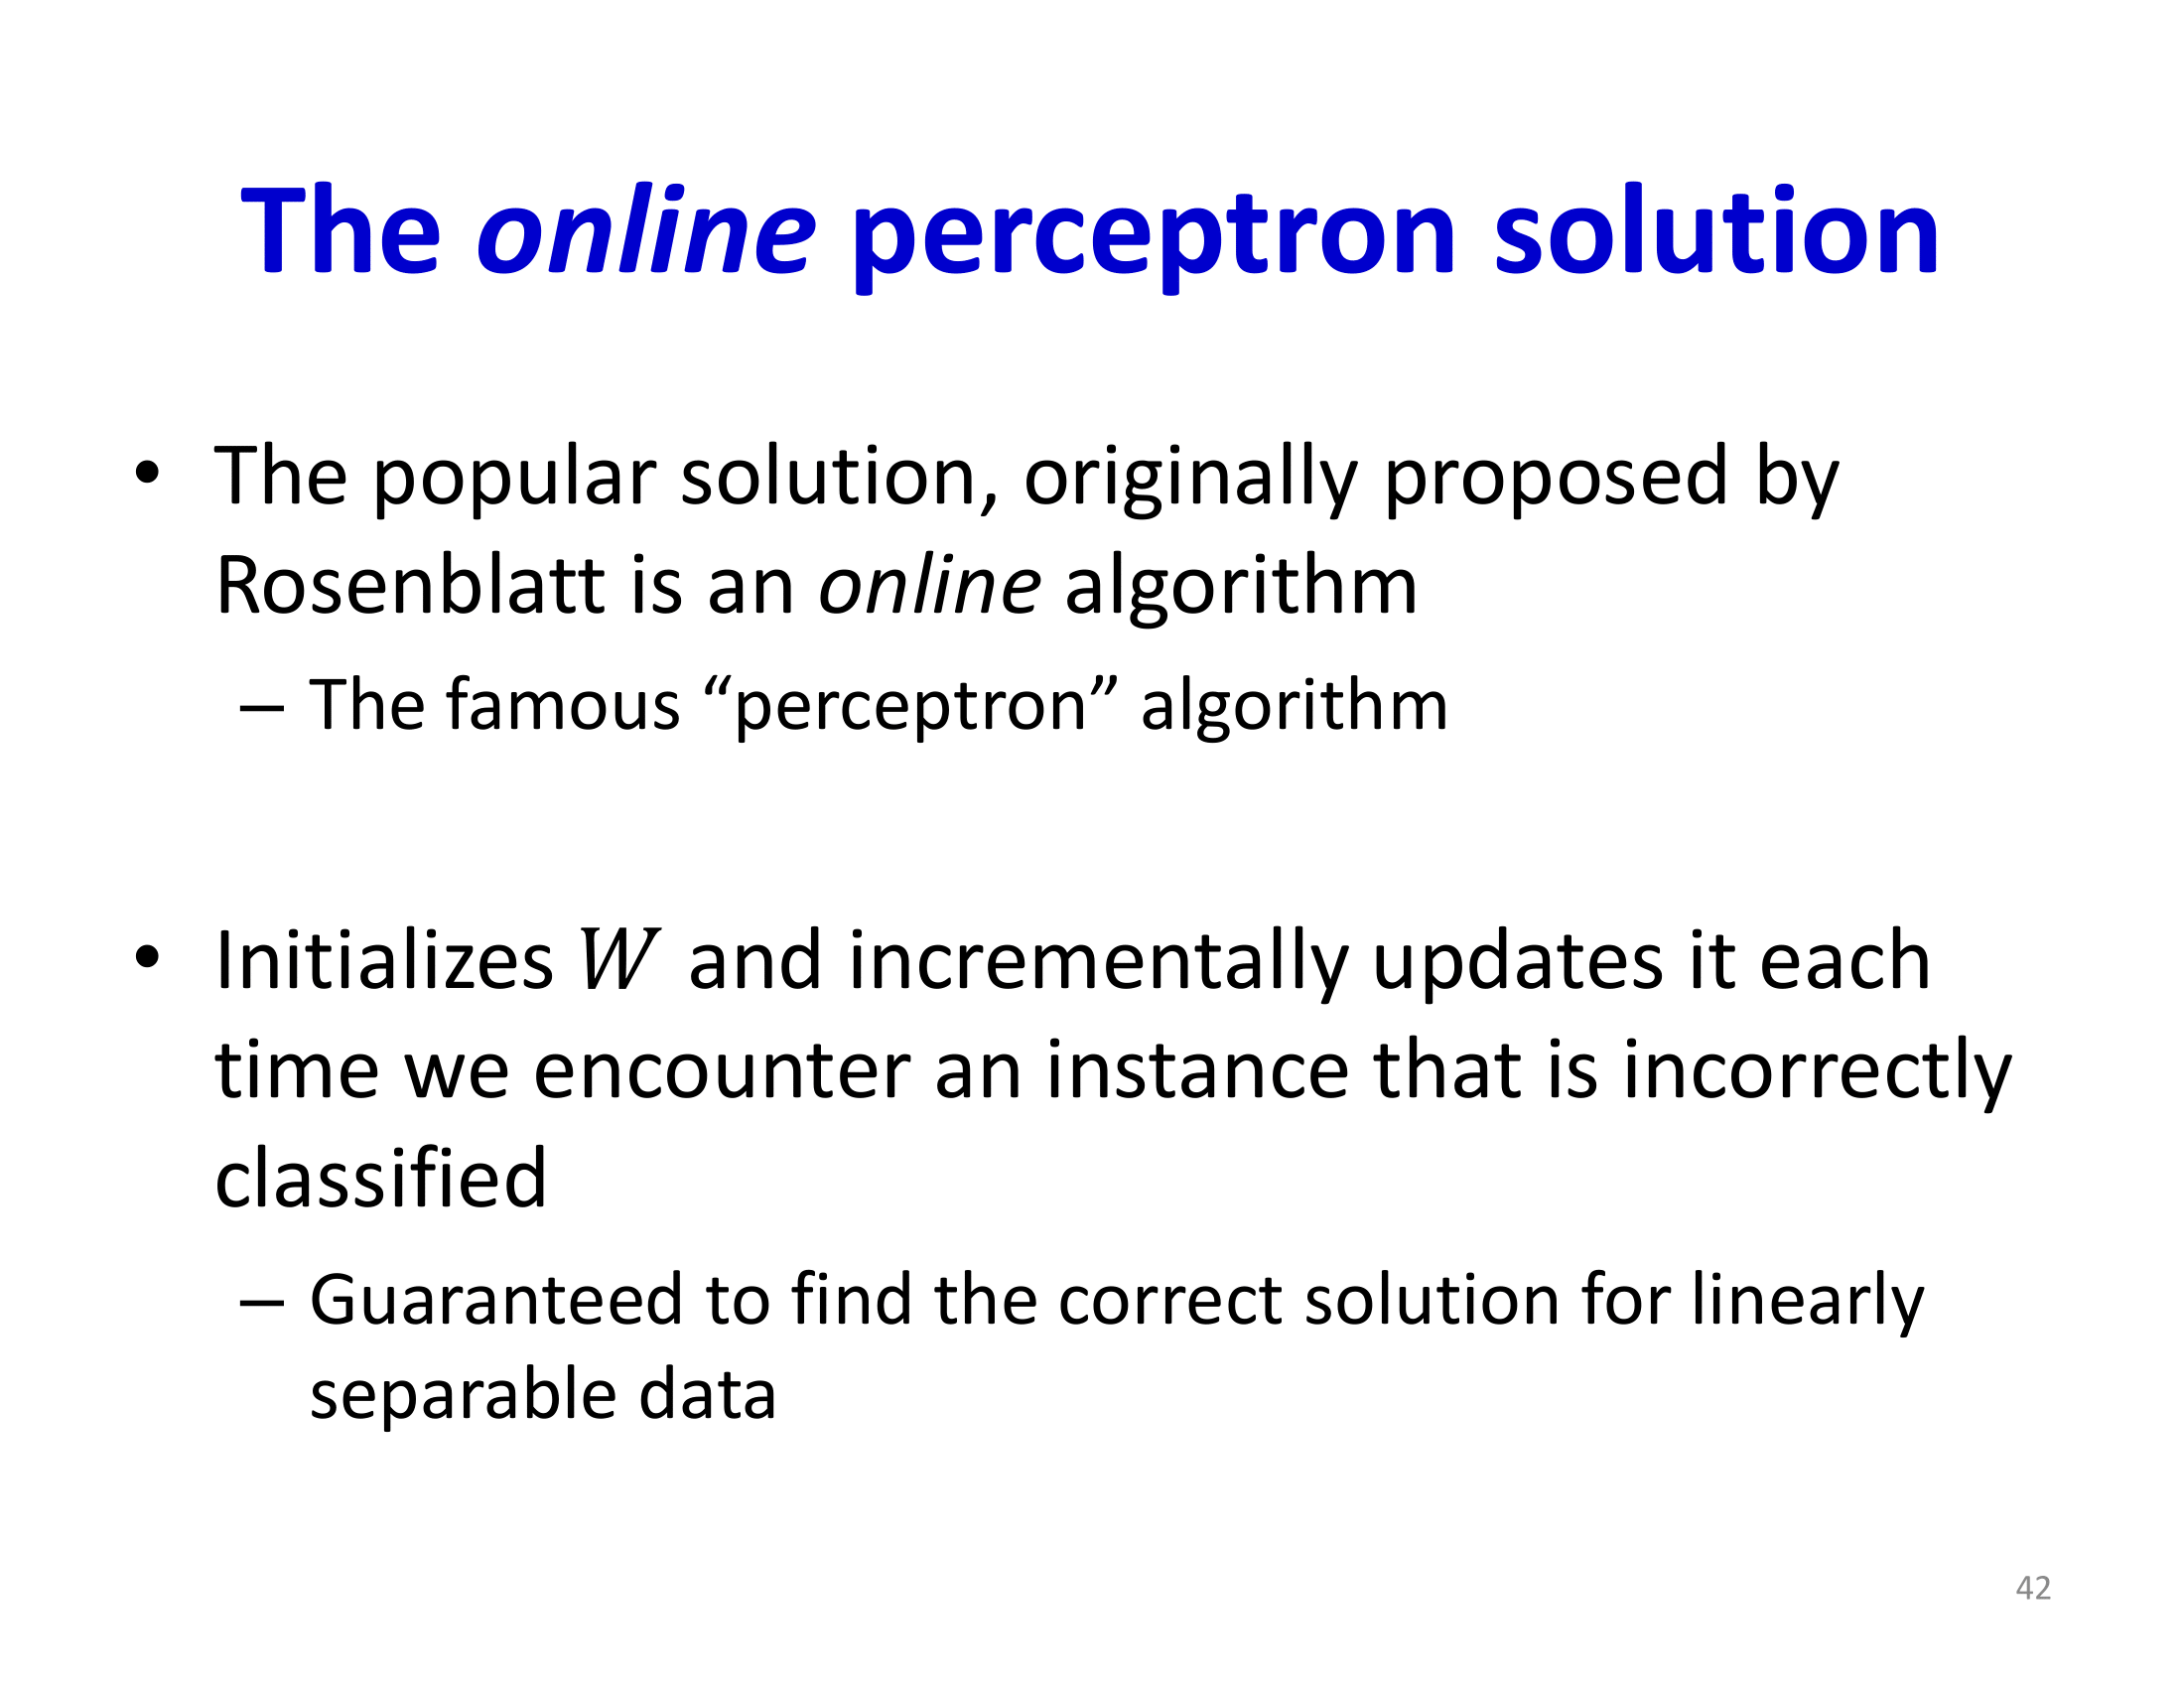 The online perceptron solution
• The popular solution, originally proposed by
Rosenblatt is an online algorithm
– The famous “perceptron” algorithm
• Initializes W and incrementally updates it each
time we encounter an instance that is incorrectly
classified
– Guaranteed to find the correct solution for linearly
separable data
42